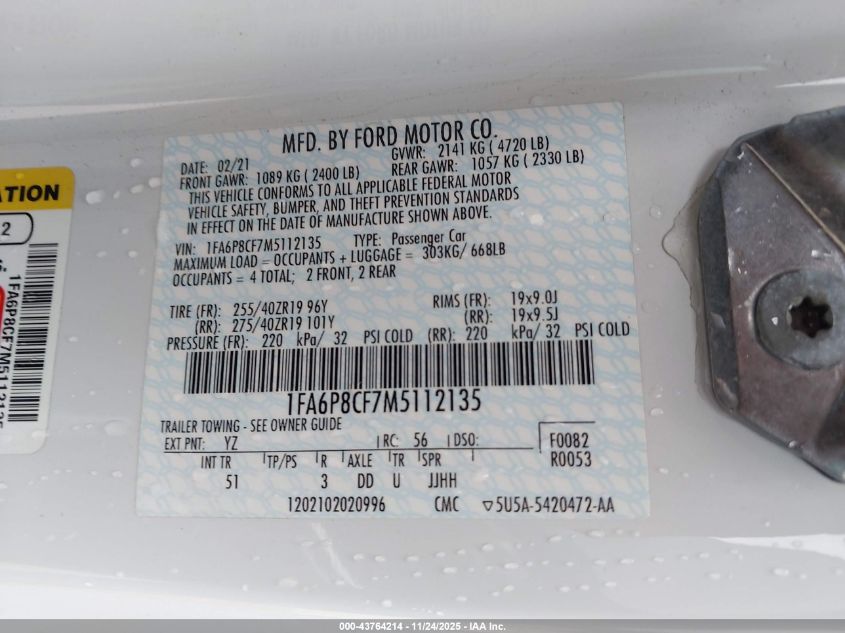 MFD. BY FORD MOTOR CO.
DATE: 02/21 GVWR: 2141 KG ( 4720 LB)
FRONT GAWR: 1089 KG ( 2400 LB) REAR GAWR: 1057 KG ( 2330 LB)
THIS VEHICLE CONFORMS TO ALL APPLICABLE FEDERAL MOTOR
VEHICLE SAFETY, BUMPER, AND THEFT PREVENTION STANDARDS
IN EFFECT ON THE DATE OF MANUFACTURE SHOWN ABOVE.
VIN: 1FA6P8CF7M5112135 TYPE: Passenger Car
MAXIMUM LOAD = OCCUPANTS + LUGGAGE = 303KG/ 668LB
OCCUPANTS = 4 TOTAL; 2 FRONT, 2 REAR
TIRE (FR): 255/40ZR19 96Y RIMS (FR): 19x9.0J
(RR): 275/40ZR19 101Y (RR): 19x9.5J
PRESSURE (FR): 220 kPa/ 32 PSI COLD (RR): 220 kPa/ 32 PSI COLD
1FA6P8CF7M5112135
TRAILER TOWING - SEE OWNER GUIDE
EXT PNT: YZ RC: 56 DSO: F0082
INT TR TP/PS R AXLE TR SPR R0053
51 3 DD U JJHH
1202102020996 CMC 5U5A-5420472-AA
ATION
2
1FA6P8CF7M5112135
000-43764214 - 11/24/2025 - IAA Inc.